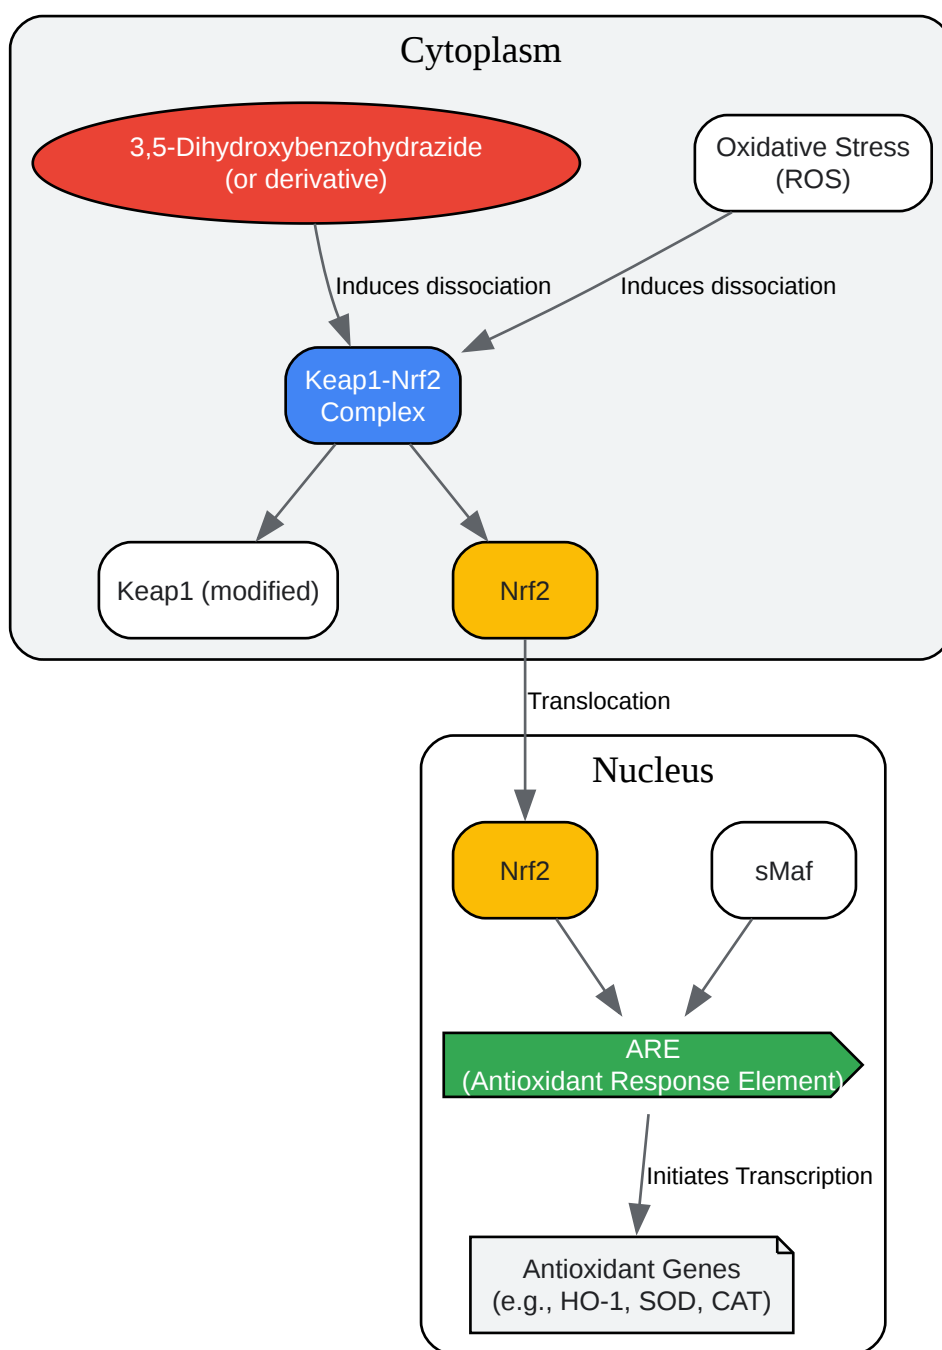 Cytoplasm
3,5-Dihydroxybenzohydrazide
(or derivative)
Oxidative Stress
(ROS)
Induces dissociation
Induces dissociation
Keap1-Nrf2
Complex
Keap1 (modified)
Nrf2
Translocation
Nucleus
Nrf2
sMaf
ARE
(Antioxidant Response Element)
Initiates Transcription
Antioxidant Genes
(e.g., HO-1, SOD, CAT)